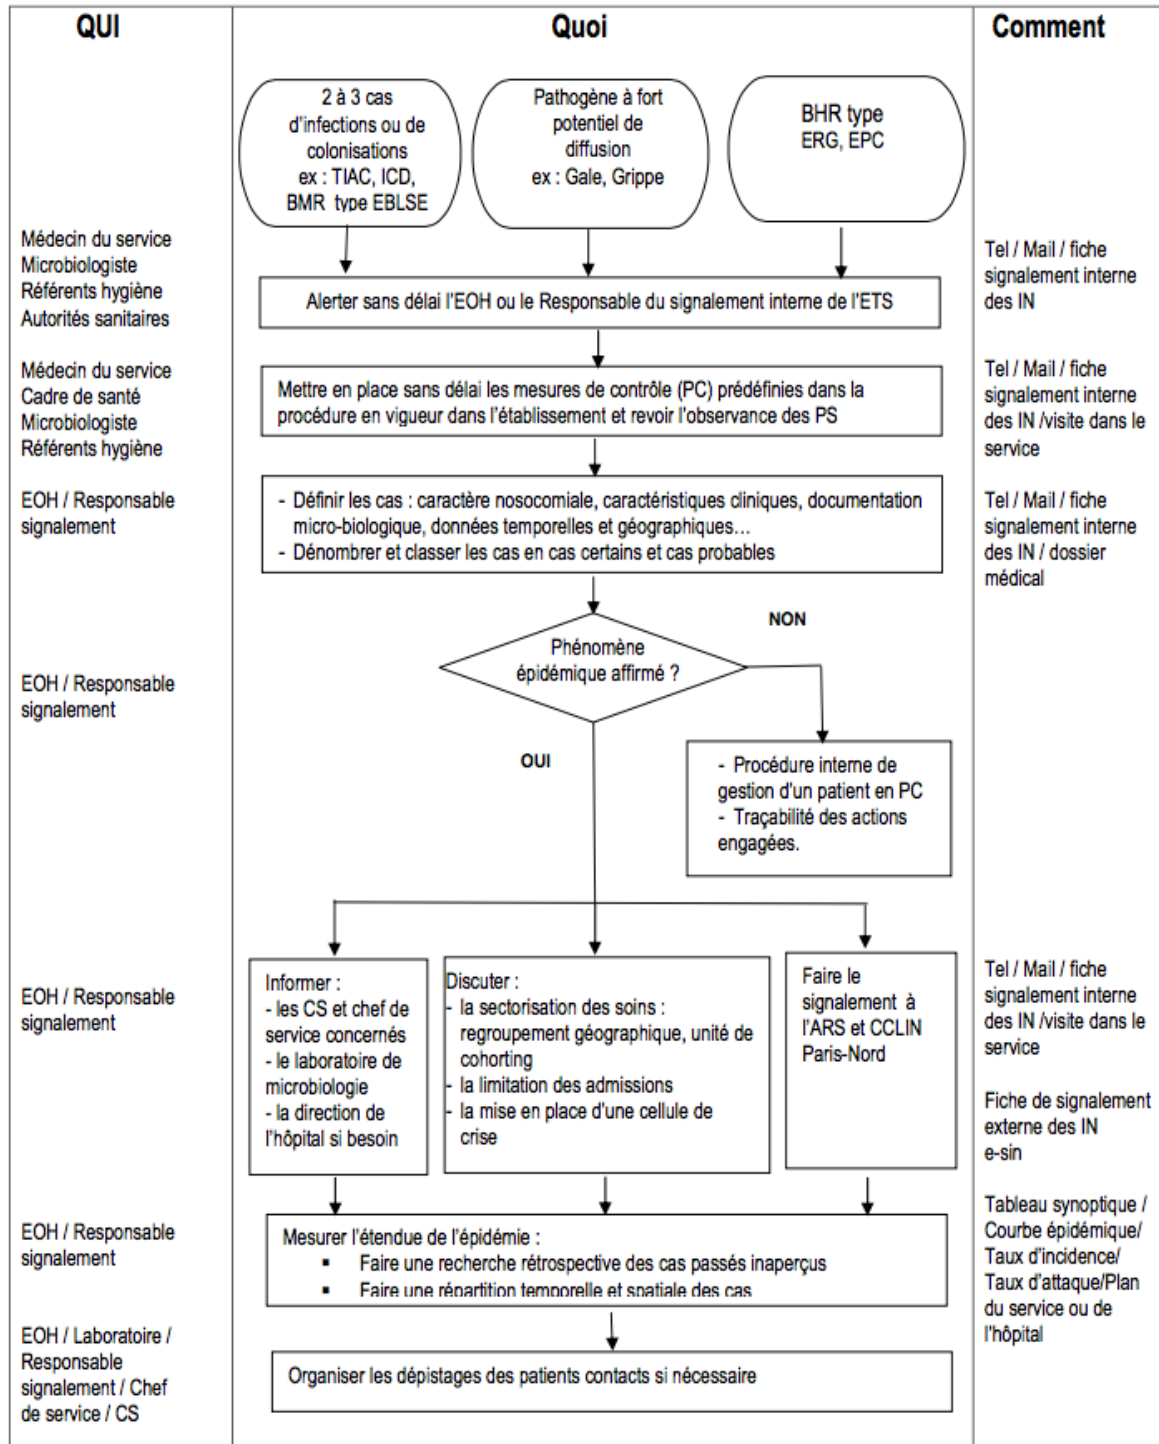 QUI
Quoi
Comment
2 à 3 cas
d'infections ou de
colonisations
ex : TIAC, ICD,
BMR type EBLSE
Pathogène à fort
potentiel de
diffusion
ex : Gale, Grippe
BHR type
ERG, EPC
Médecin du service
Microbiologiste
Référents hygiène
Autorités sanitaires
Alerter sans délai l'EOH ou le Responsable du signalement interne de l'ETS
Tel / Mail / fiche
signalement interne
des IN
Médecin du service
Cadre de santé
Microbiologiste
Référents hygiène
Mettre en place sans délai les mesures de contrôle (PC) prédéfinies dans la
procédure en vigueur dans l'établissement et revoir l'observance des PS
Tel / Mail / fiche
signalement interne
des IN /visite dans le
service
EOH / Responsable
signalement
- Définir les cas : caractère nosocomiale, caractéristiques cliniques, documentation
micro-biologique, données temporelles et géographiques…
- Dénombrer et classer les cas en cas certains et cas probables
Tel / Mail / fiche
signalement interne
des IN / dossier
médical
EOH / Responsable
signalement
Phénomène
épidémique affirmé ?
NON
OUI
- Procédure interne de
gestion d'un patient en PC
- Traçabilité des actions
engagées.
EOH / Responsable
signalement
Informer :
- les CS et chef de
service concernés
- le laboratoire de
microbiologie
- la direction de
l'hôpital si besoin
Discuter :
- la sectorisation des soins :
regroupement géographique, unité de
cohorting
- la limitation des admissions
- la mise en place d'une cellule de
crise
Faire le
signalement à
l'ARS et CCLIN
Paris-Nord
Tel / Mail / fiche
signalement interne
des IN /visite dans le
service
Fiche de signalement
externe des IN
e-sin
EOH / Responsable
signalement
Mesurer l'étendue de l'épidémie :
▪ Faire une recherche rétrospective des cas passés inaperçus
▪ Faire une répartition temporelle et spatiale des cas
Tableau synoptique /
Courbe épidémique/
Taux d'incidence/
Taux d'attaque/Plan
du service ou de
l'hôpital
EOH / Laboratoire /
Responsable
signalement / Chef
de service / CS
Organiser les dépistages des patients contacts si nécessaire